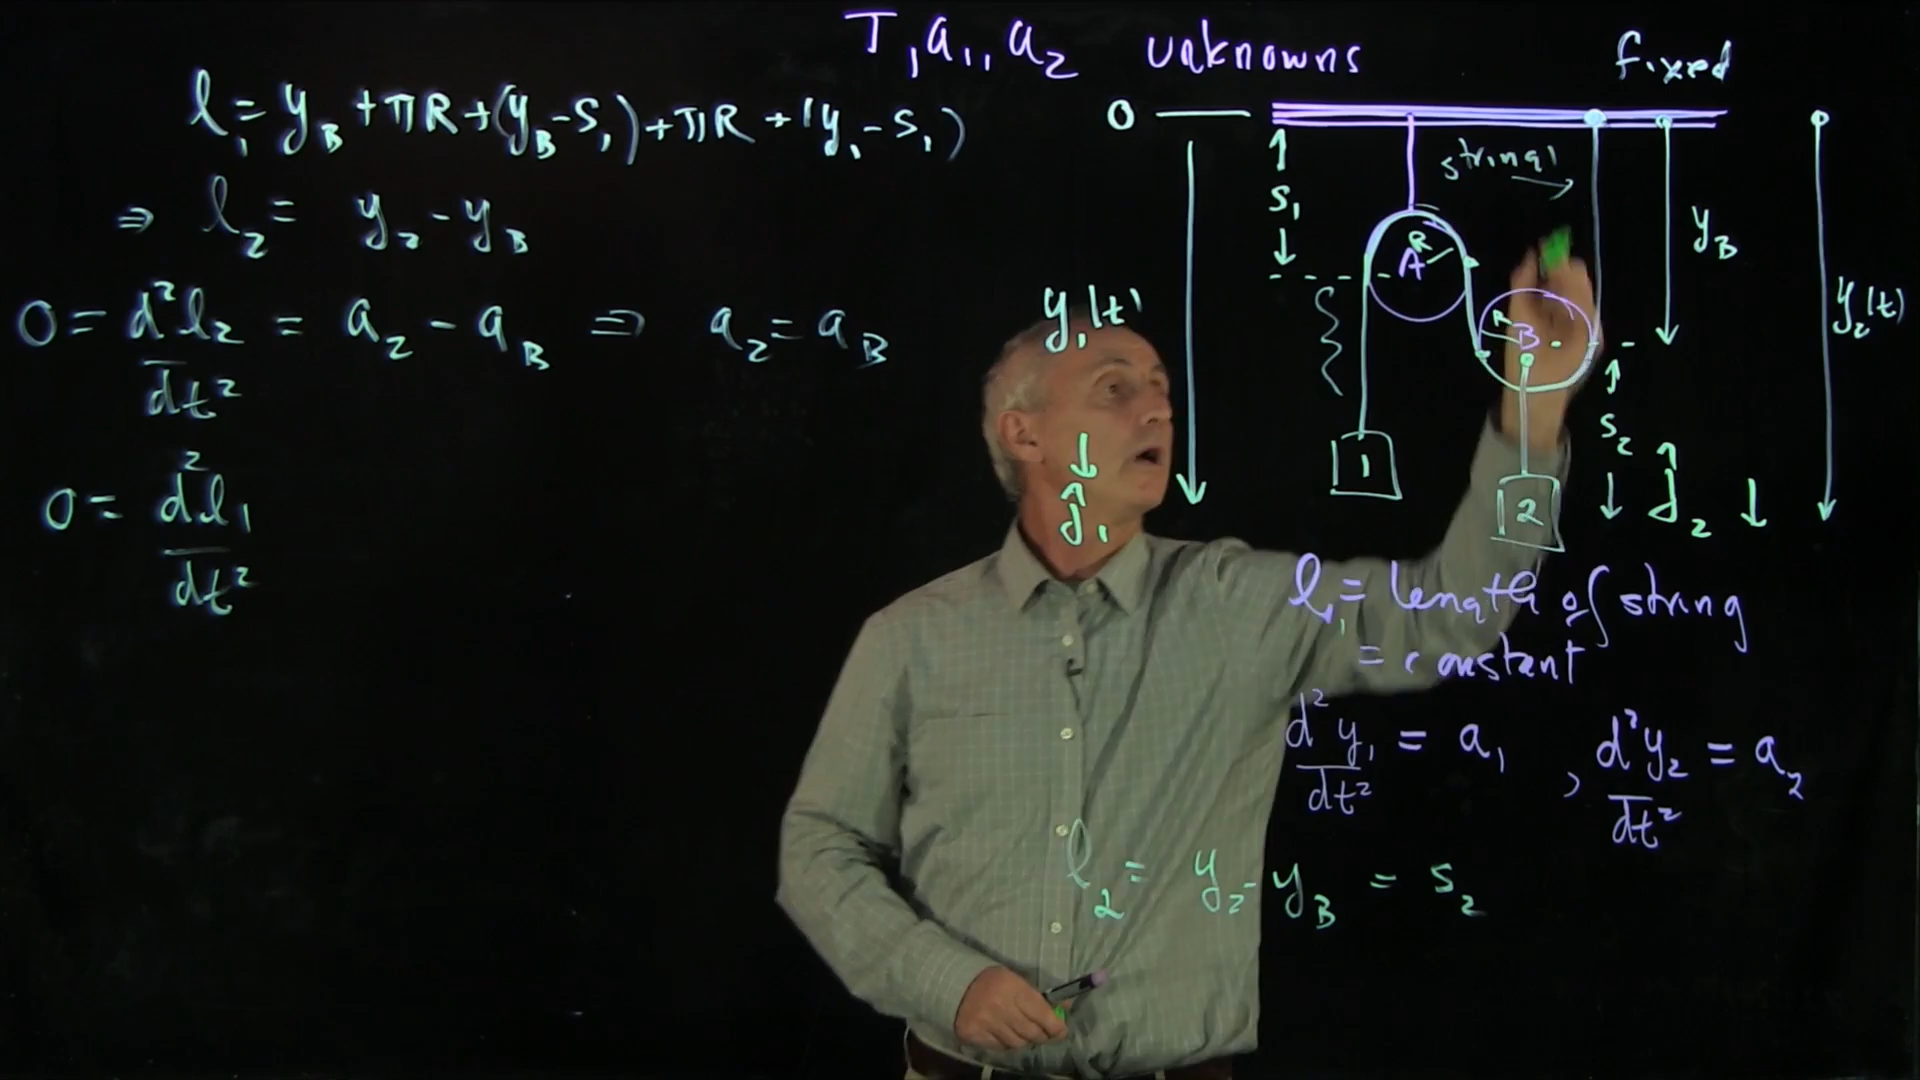 T, a₁, a₂ unknowns
fixed
l₁ = y_B + πR + (y_B - s₁) + πR + (y₁ - s₁)
⇒ l₂ = y₂ - y_B
0 = d²l₂/dt² = a₂ - a_B ⇒ a₂ = a_B
0 = d²l₁/dt²
0
string 1
s₁
R
A
y_B
y₁(t)
R
B
y₂(t)
s₂
1
2
ĵ₁
ĵ₂
l₁ = length of string
= constant
d²y₁/dt² = a₁, d²y₂/dt² = a₂
l₂ = y₂ - y_B = s₂